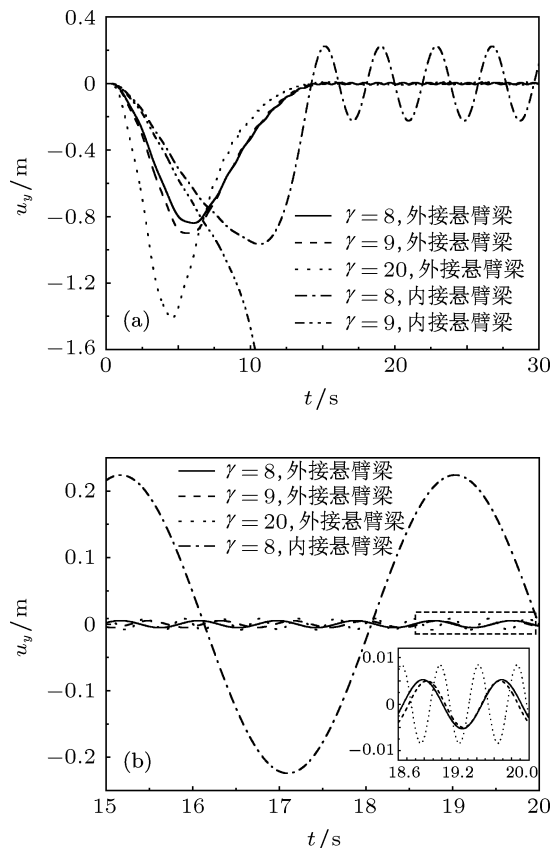 0.4
0
−0.4
−0.8
−1.2
−1.6
u_y/m
γ=8,外接悬臂梁
γ=9,外接悬臂梁
γ=20,外接悬臂梁
γ=8,内接悬臂梁
γ=9,内接悬臂梁
(a)
0 5 10 15 20 25 30
t/s
γ=8,外接悬臂梁
γ=9,外接悬臂梁
γ=20,外接悬臂梁
γ=8,内接悬臂梁
0.2
0.1
0
−0.1
−0.2
u_y/m
0.01
0
−0.01
18.6 19.2 20.0
(b)
15 16 17 18 19 20
t/s